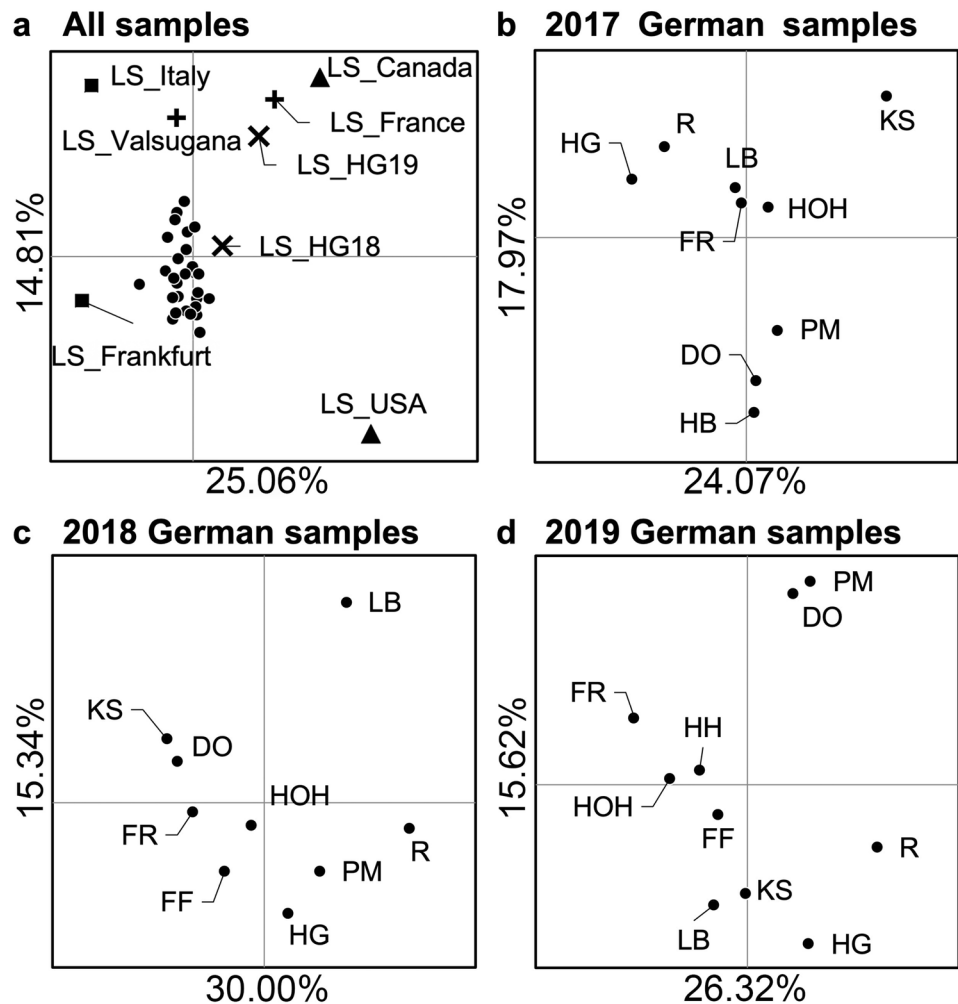 a All samples
LS_Italy
LS_Canada
LS_Valsugana
LS_France
LS_HG19
LS_HG18
LS_Frankfurt
LS_USA
14.81%
25.06%
b 2017 German samples
KS
R
HG
LB
HOH
FR
PM
DO
HB
17.97%
24.07%
c 2018 German samples
LB
KS
DO
HOH
FR
R
PM
FF
HG
15.34%
30.00%
d 2019 German samples
PM
DO
FR
HH
HOH
FF
R
KS
LB
HG
15.62%
26.32%